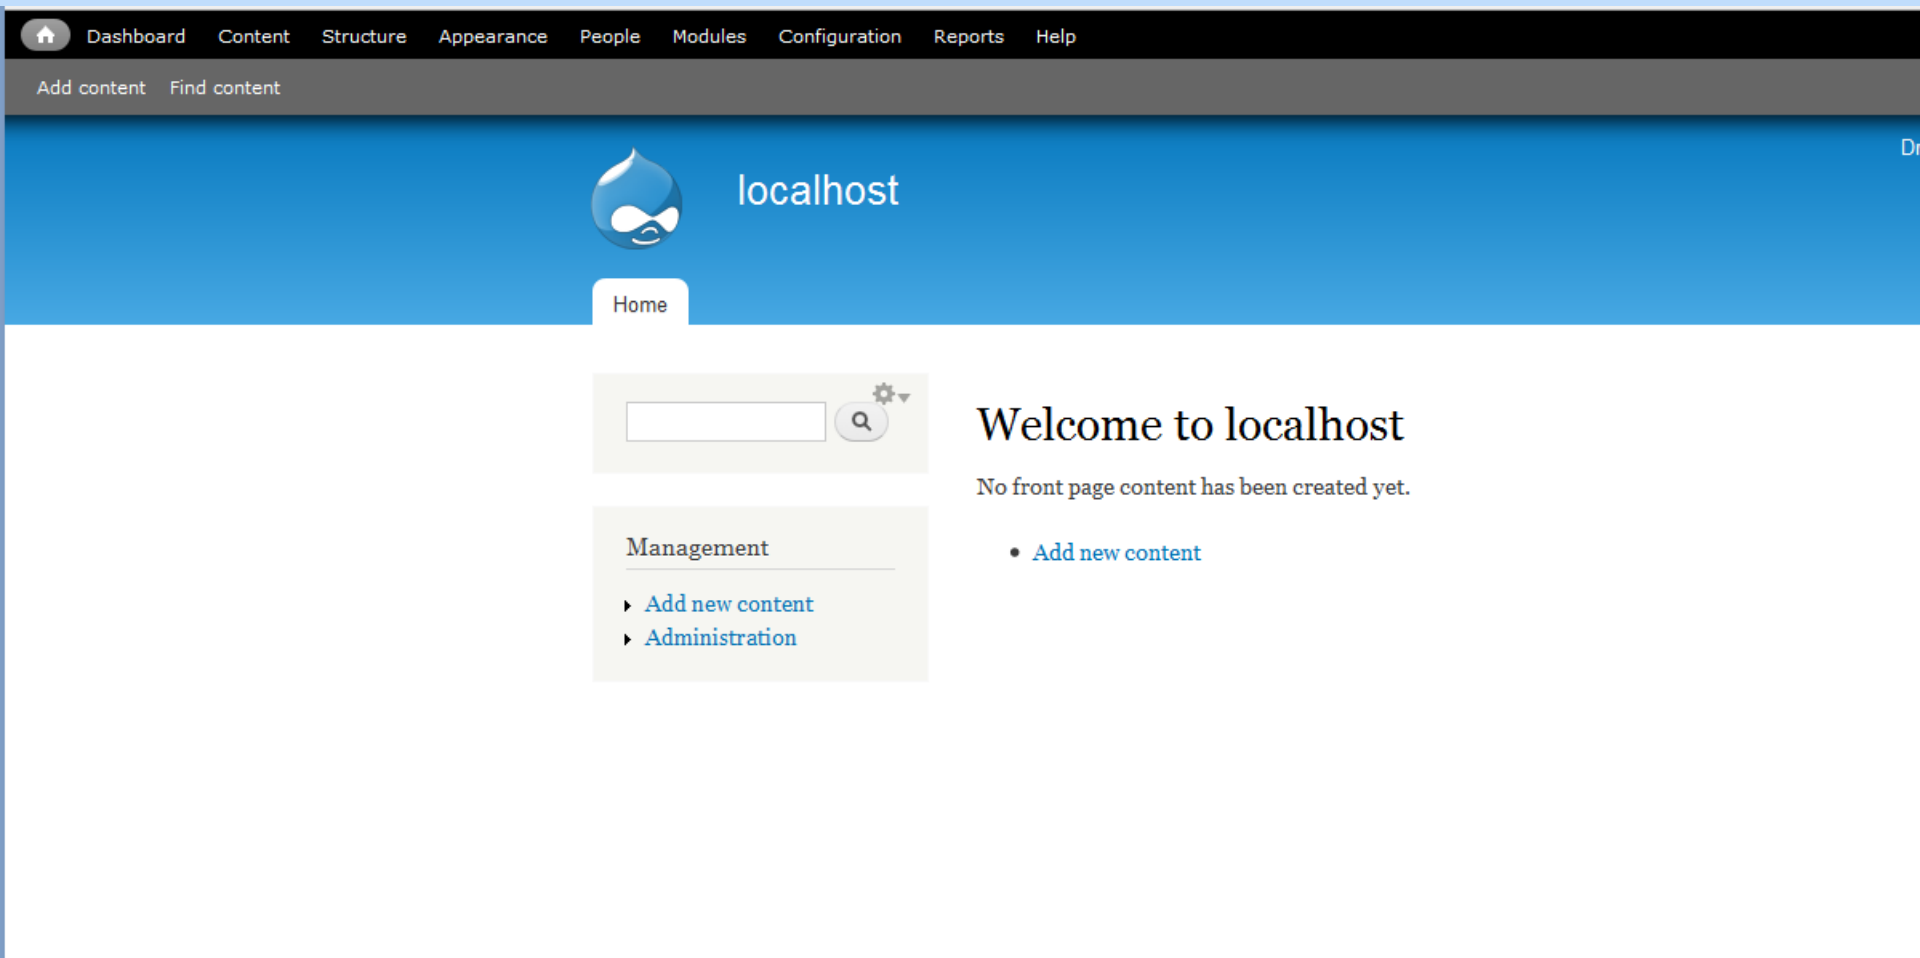 Dashboard Content Structure Appearance People Modules Configuration Reports Help
Add content Find content
localhost
Home
Welcome to localhost
No front page content has been created yet.
Add new content
Management
Add new content
Administration